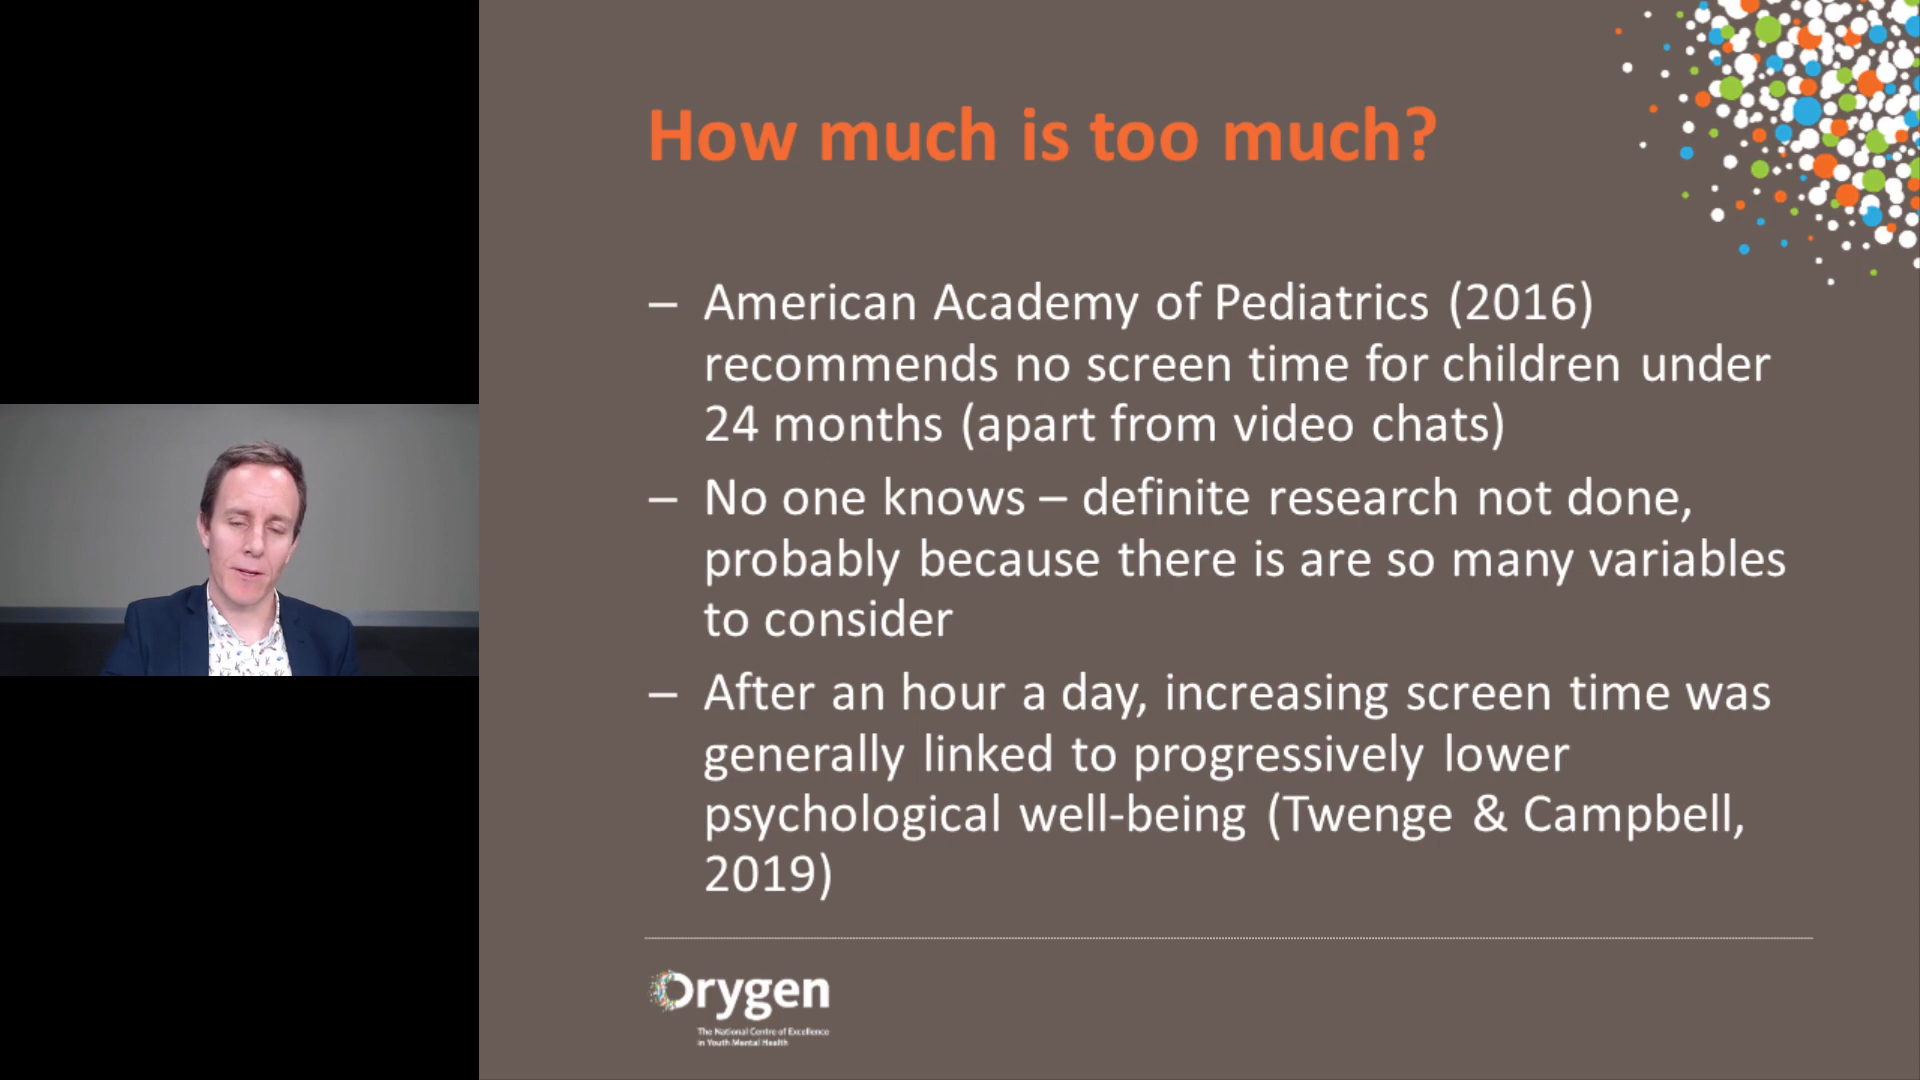 How much is too much?
– American Academy of Pediatrics (2016)
recommends no screen time for children under
24 months (apart from video chats)
– No one knows – definite research not done,
probably because there is are so many variables
to consider
– After an hour a day, increasing screen time was
generally linked to progressively lower
psychological well-being (Twenge & Campbell,
2019)
Orygen
The National Centre of Excellence
in Youth Mental Health